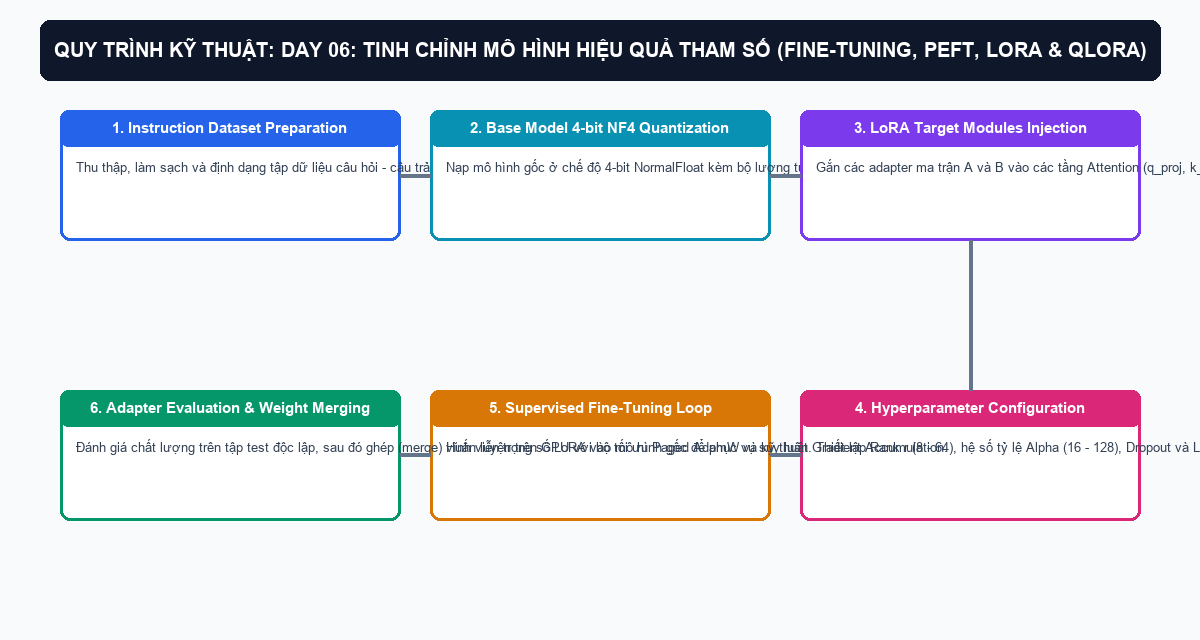 QUY TRÌNH KỸ THUẬT: DAY 06: TINH CHỈNH MÔ HÌNH HIỆU QUẢ THAM SỐ (FINE-TUNING, PEFT, LORA & QLORA)
1. Instruction Dataset Preparation
Thu thập, làm sạch và định dạng tập dữ liệu câu hỏi - câu trả
2. Base Model 4-bit NF4 Quantization
Nạp mô hình gốc ở chế độ 4-bit NormalFloat kèm bộ lượng
3. LoRA Target Modules Injection
Gắn các adapter ma trận A và B vào các tầng Attention (q_proj, k_
6. Adapter Evaluation & Weight Merging
Đánh giá chất lượng trên tập test độc lập, sau đó ghép (merge)
5. Supervised Fine-Tuning Loop
4. Hyperparameter Configuration
64), hệ số tỷ lệ Alpha (16 - 128), Dropout và L